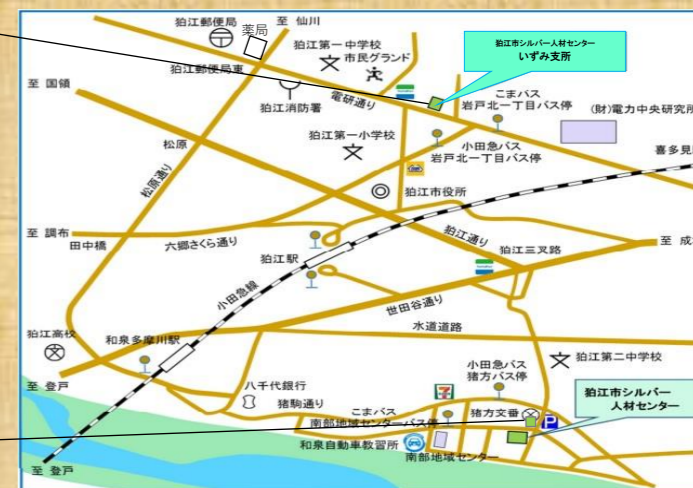 狛江郵便局
薬局
至 仙川
狛江第一中学校
市民グランド
狛江市シルバー人材センター
いずみ支所
狛江郵便局東
至 国領
狛江消防署
電研通り
こまバス
岩戸北一丁目バス停
(財)電力中央研究所
松原
狛江第一小学校
小田急バス
岩戸北一丁目バス停
喜多見
松原通り
狛江市役所
至 調布
田中橋
六郷さくら通り
狛江通り
狛江駅
狛江三叉路
至 成
小田急線
世田谷通り
水道道路
狛江高校
和泉多摩川駅
小田急バス
猪方バス停
狛江第二中学校
至 登戸
八千代銀行
猪駒通り
こまバス
南部地域センターバス停
猪方交番
P
狛江市シルバー
人材センター
和泉自動車教習所
南部地域センター
至 登戸